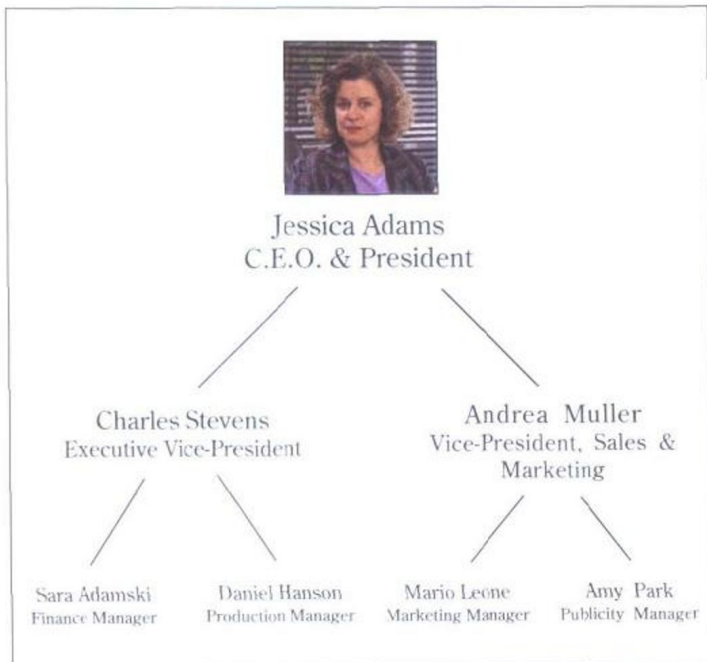 Jessica Adams
C.E.O. & President
Charles Stevens
Executive Vice-President
Andrea Muller
Vice-President, Sales &
Marketing
Sara Adamski
Finance Manager
Daniel Hanson
Production Manager
Mario Leone
Marketing Manager
Amy Park
Publicity Manager